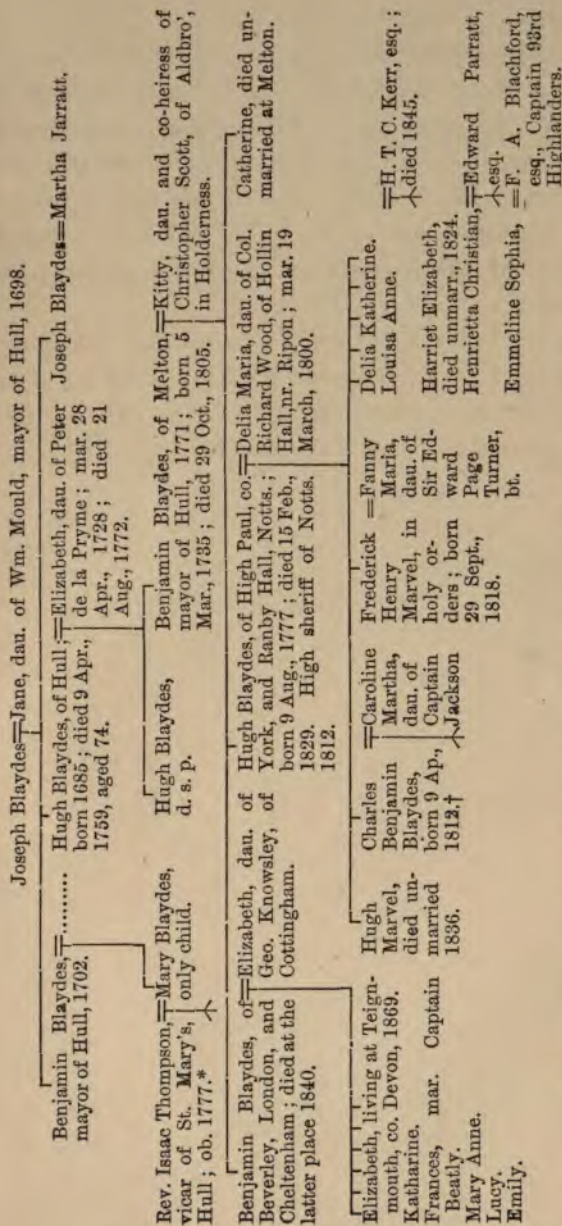 Joseph Blaydes=Jane, dau. of Wm. Mould, mayor of Hull, 1698.
Benjamin Blaydes,=.........
mayor of Hull, 1702.
Hugh Blaydes, of Hull;=Elizabeth, dau. of Peter
born 1685; died 9 Apr.,
1759, aged 74.
de la Pryme; mar. 28
Apr., 1728; died 21
Aug., 1772.
Joseph Blaydes=Martha Jarratt.
Rev. Isaac Thompson,=Mary Blaydes,
vicar of St. Mary's,
Hull; ob. 1777.*
only child.
Hugh Blaydes,
d. s. p.
Benjamin Blaydes, of Melton,=Kitty, dau. and co-heiress of
mayor of Hull, 1771; born 5
Mar., 1735; died 29 Oct., 1805.
Christopher Scott, of Aldbro',
in Holderness.
Benjamin Blaydes, of=Elizabeth, dau. of
Beverley, London, and
Cheltenham; died at the
latter place 1840.
Geo. Knowsley, of
Cottingham.
Hugh Blaydes, of High Paul, co.=Delia Maria, dau. of Col.
York, and Ranby Hall, Notts.;
born 9 Aug., 1777; died 15 Feb.,
1829. High sheriff of Notts.
1812.
Richard Wood, of Hollin
Hall, nr. Ripon; mar. 19
March, 1800.
Catherine, died un-
married at Melton.
Elizabeth, living at Teign-
mouth, co. Devon, 1869.
Katharine.
Frances, mar. Captain
Beatly.
Mary Anne.
Lucy.
Emily.
Hugh
Marvel,
died un-
married
1836.
Charles
Benjamin
Blaydes,
born 9 Ap.,
1812.†
=Caroline
Martha,
dau. of
Captain
Jackson
Frederick
Henry
Marvel, in
holy or-
ders; born
29 Sept.,
1818.
=Fanny
Maria,
dau. of
Sir Ed-
ward
Page
Turner,
bt.
Delia Katherine.
Louisa Anne.
=H. T. C. Kerr, esq.;
died 1845.
Harriet Elizabeth,
died unmarr., 1824.
Henrietta Christian,=Edward Parratt,
esq.
Emmeline Sophia,
=F. A. Blachford,
esq., Captain 93rd
Highlanders.